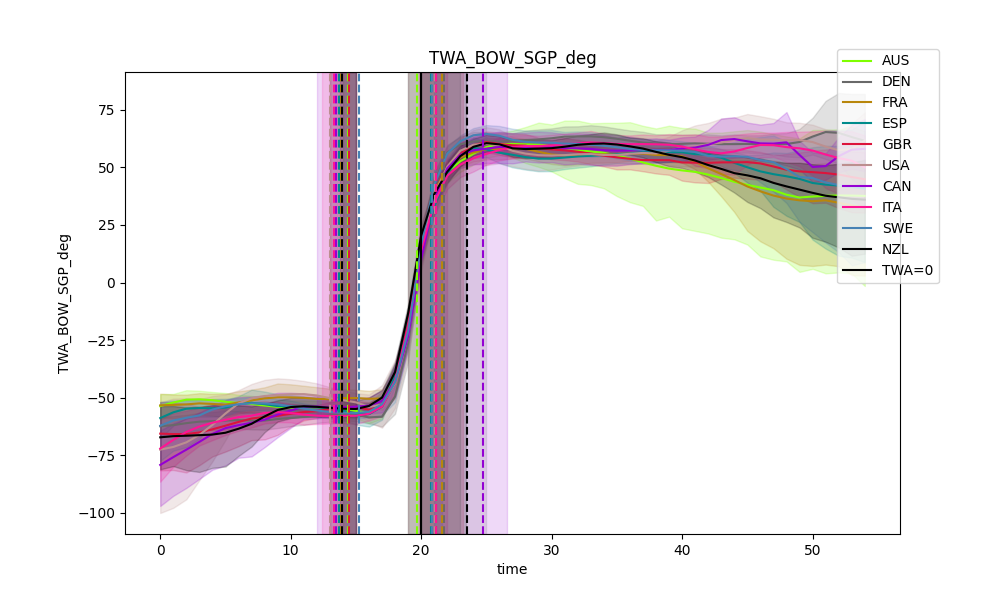 TWA_BOW_SGP_deg
AUS
DEN
FRA
ESP
GBR
USA
CAN
ITA
SWE
NZL
TWA=0
75
50
25
0
−25
−50
−75
−100
TWA_BOW_SGP_deg
0 10 20 30 40 50
time